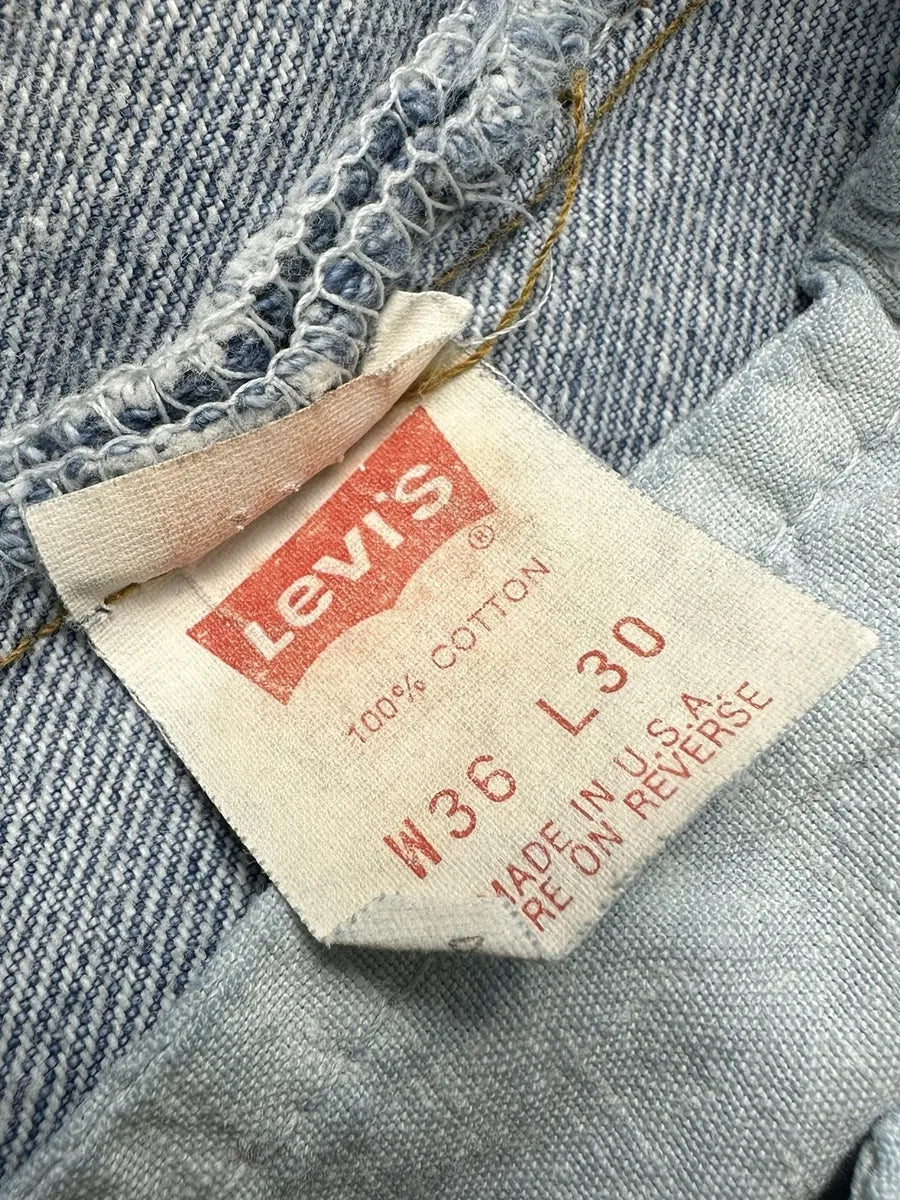 Levi's®
100% COTTON
W36 L30
MADE IN U.S.A.
RE ON REVERSE